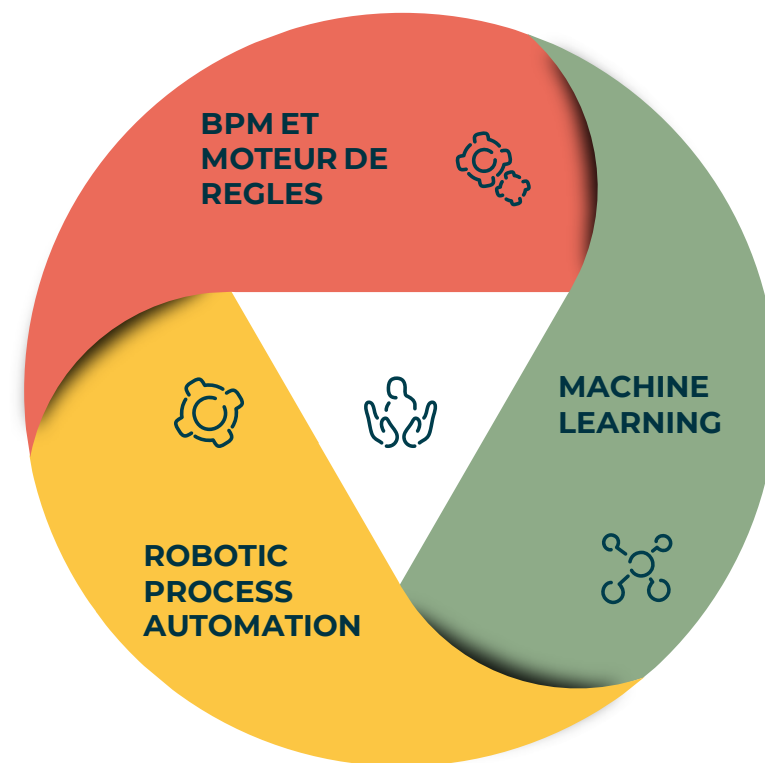 BPM ET
MOTEUR DE
REGLES
MACHINE
LEARNING
ROBOTIC
PROCESS
AUTOMATION